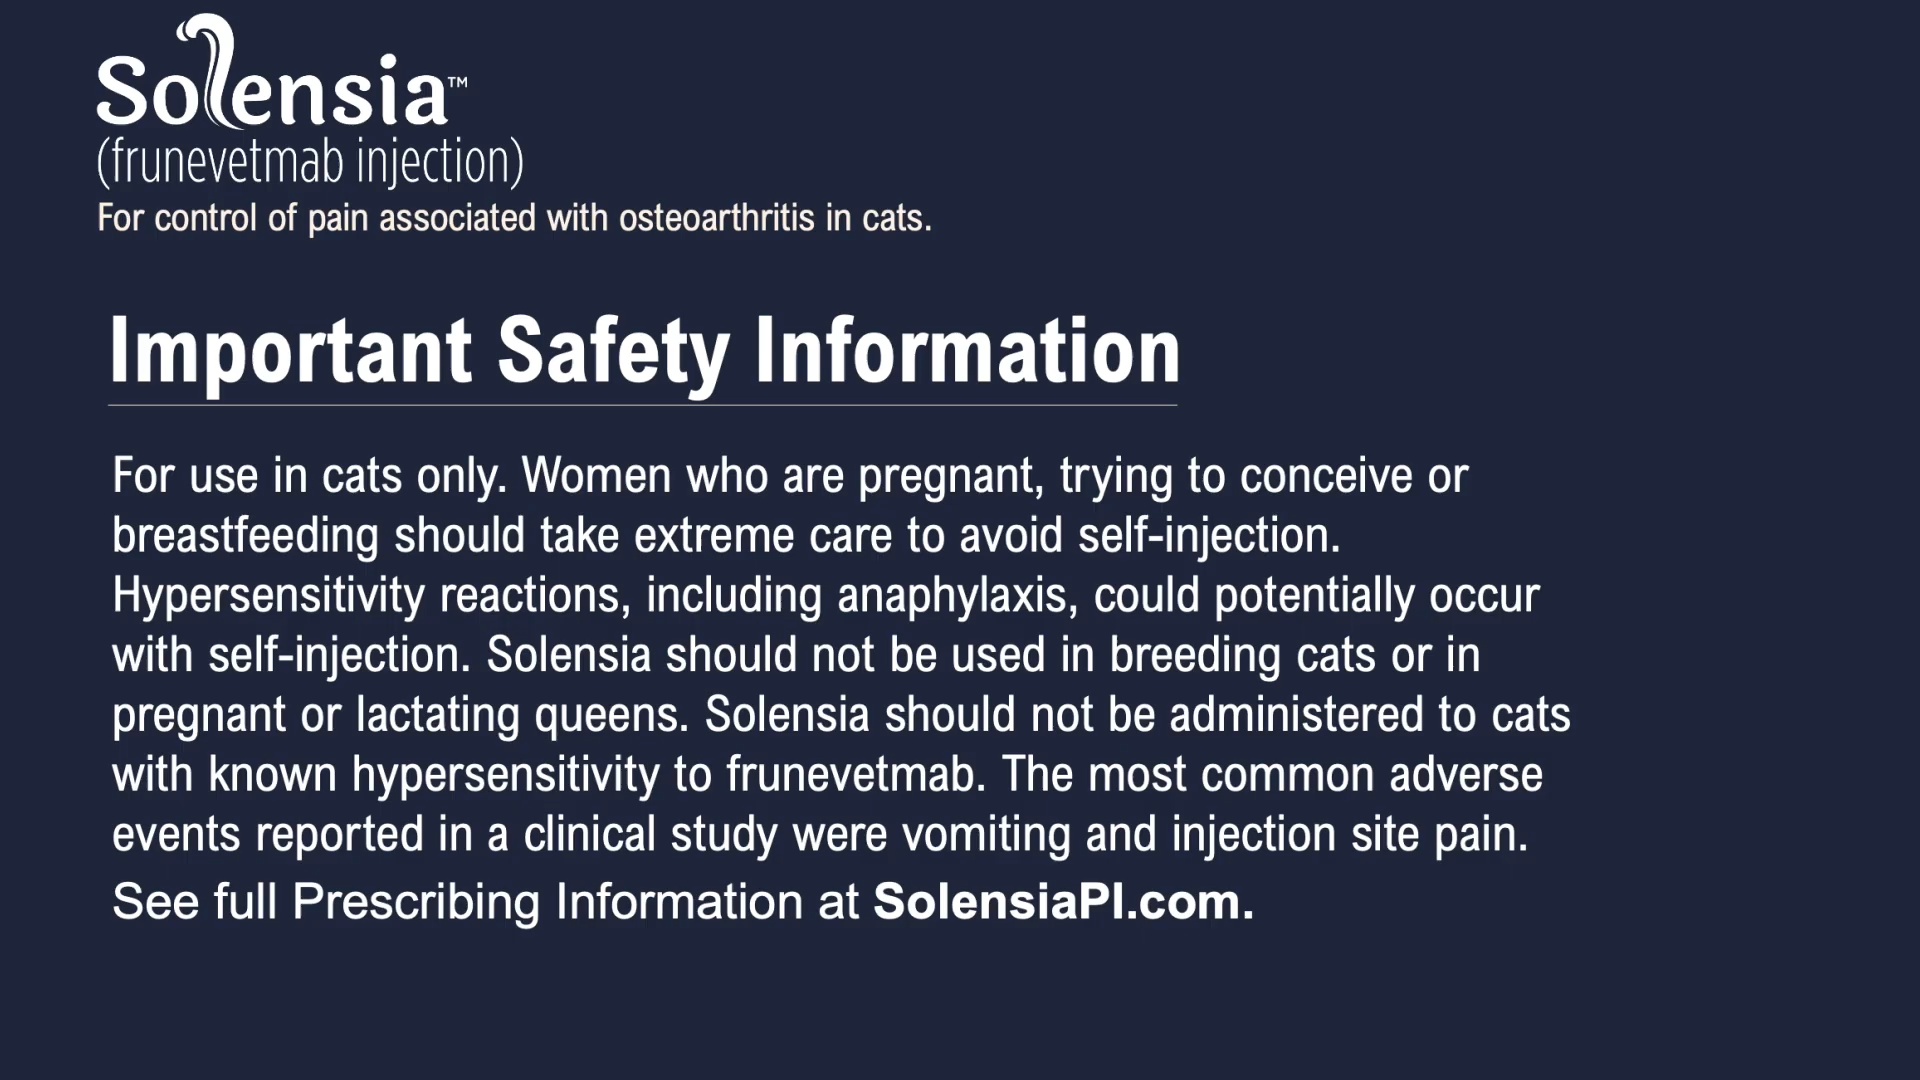 Solensia™
(frunevetmab injection)
For control of pain associated with osteoarthritis in cats.
Important Safety Information
For use in cats only. Women who are pregnant, trying to conceive or
breastfeeding should take extreme care to avoid self-injection.
Hypersensitivity reactions, including anaphylaxis, could potentially occur
with self-injection. Solensia should not be used in breeding cats or in
pregnant or lactating queens. Solensia should not be administered to cats
with known hypersensitivity to frunevetmab. The most common adverse
events reported in a clinical study were vomiting and injection site pain.
See full Prescribing Information at SolensiaPI.com.